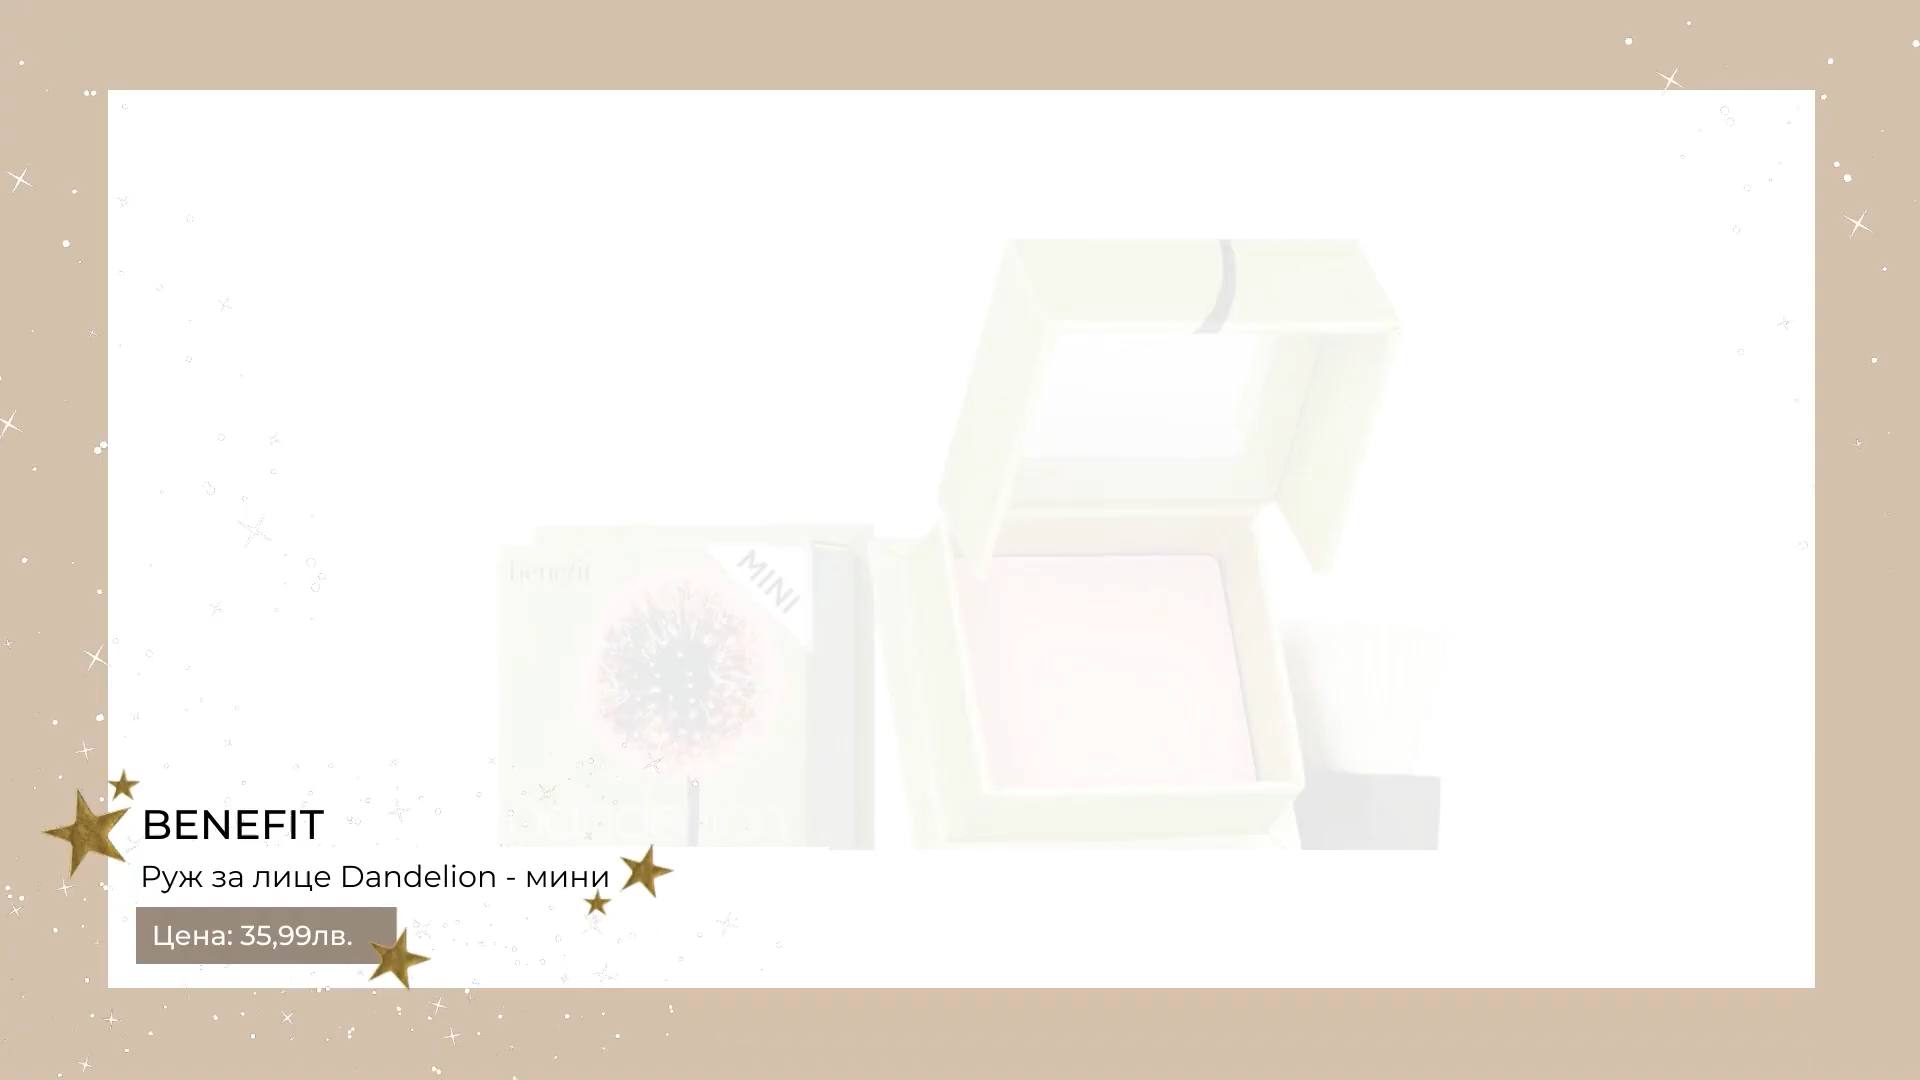 benefit
MINI
BENEFIT
Руж за лице Dandelion - мини
Цена: 35,99лв.